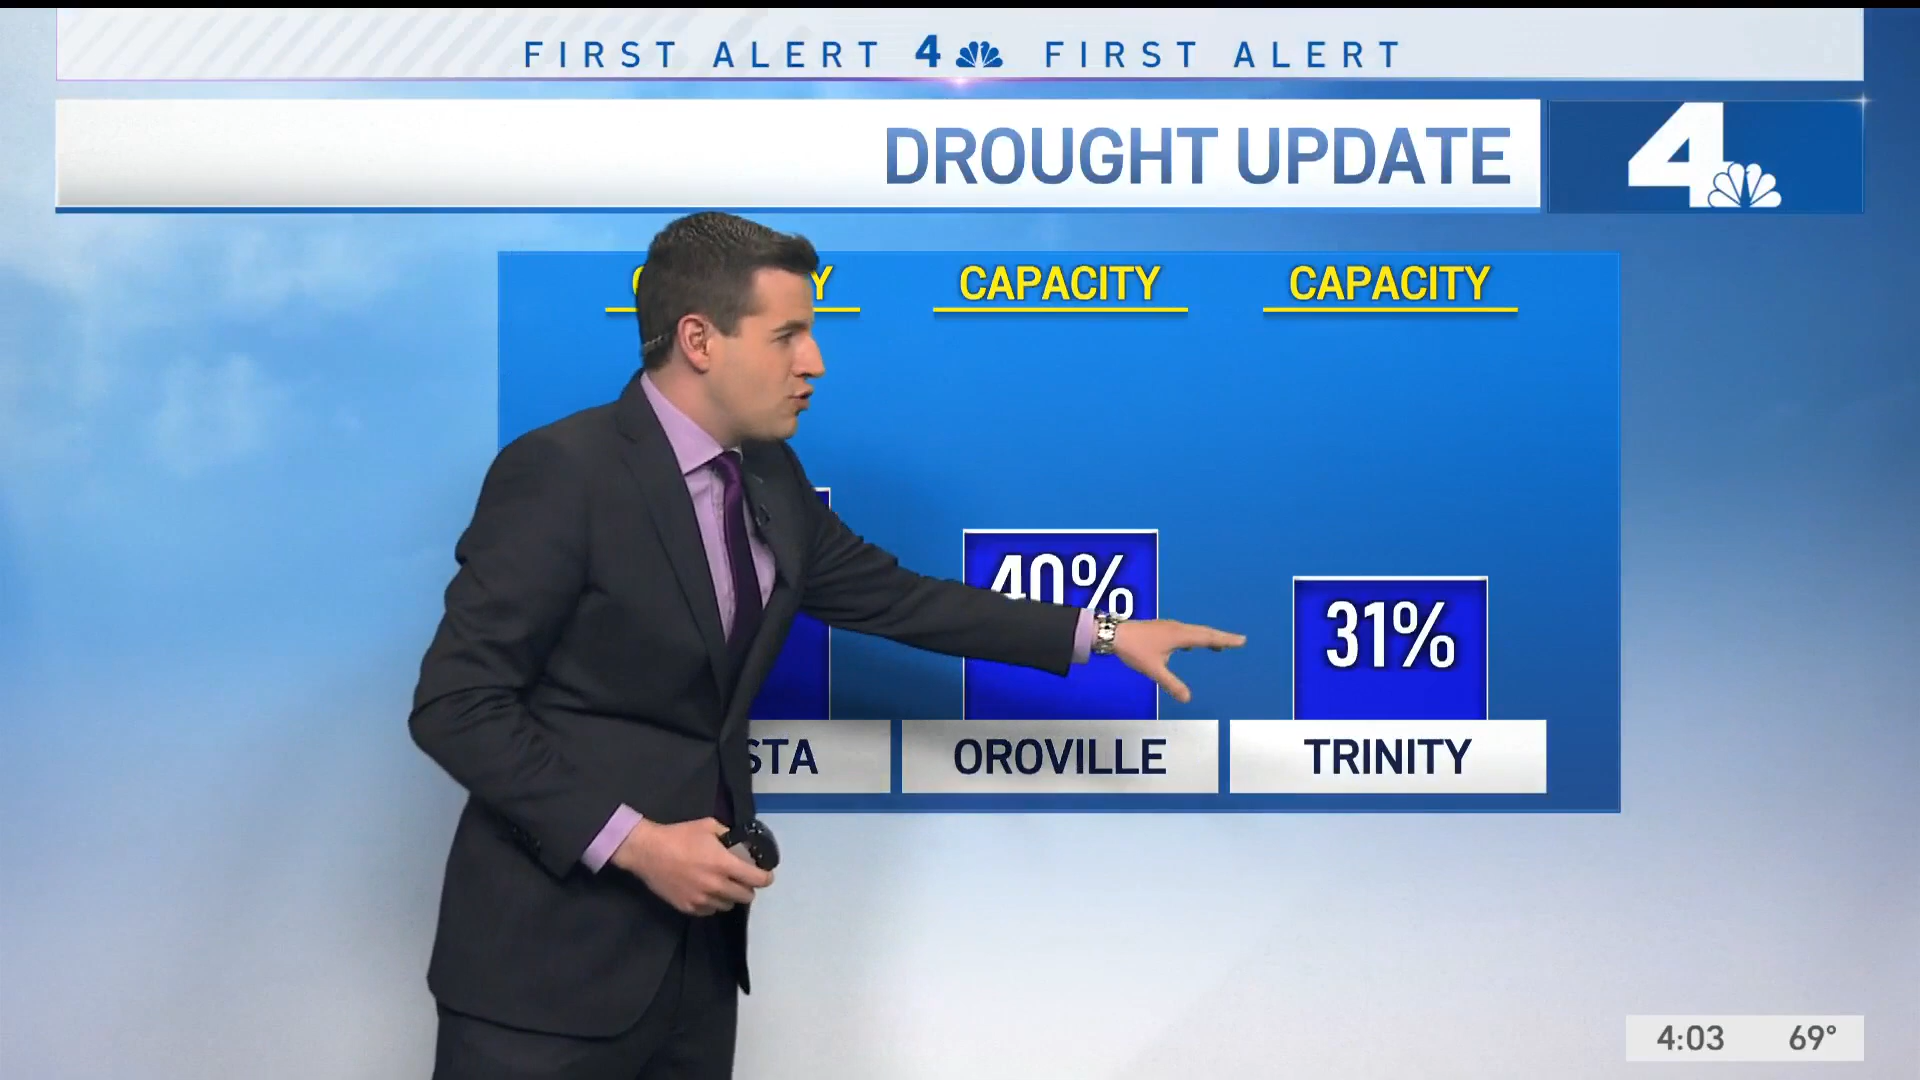 FIRST ALERT 4 FIRST ALERT
DROUGHT UPDATE
4
CAPACITY CAPACITY
40% 31%
OROVILLE TRINITY
4:03 69°